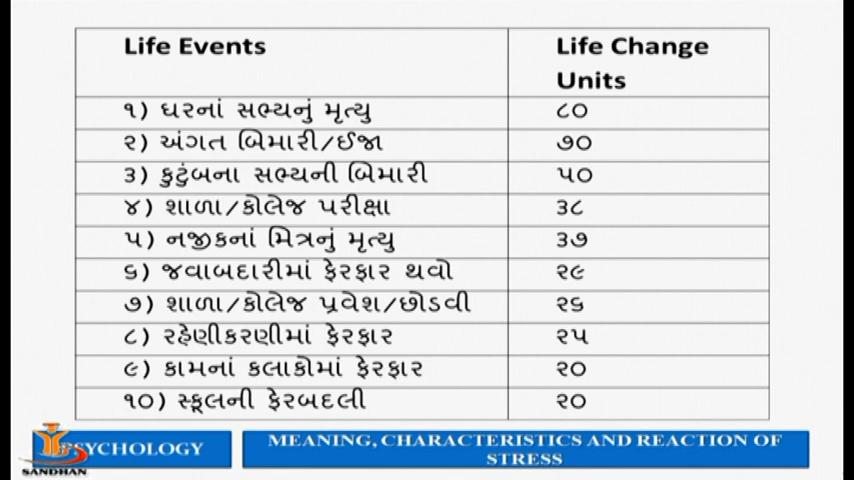 Life Events
Life Change
Units
૧) ઘરનાં સભ્યનું મૃત્યુ ૮૦
૨) અંગત બિમારી/ઈજા ૭૦
૩) કુટુંબના સભ્યની બિમારી ૫૦
૪) શાળા/કોલેજ પરીક્ષા ૩૮
૫) નજીકનાં મિત્રનું મૃત્યુ ૩૭
૬) જવાબદારીમાં ફેરફાર થવો ૨૯
૭) શાળા/કોલેજ પ્રવેશ/છોડવી ૨૬
૮) રહેણીકરણીમાં ફેરફાર ૨૫
૯) કામનાં કલાકોમાં ફેરફાર ૨૦
૧૦) સ્કૂલની ફેરબદલી ૨૦
PSYCHOLOGY
SANDHAN
MEANING, CHARACTERISTICS AND REACTION OF
STRESS